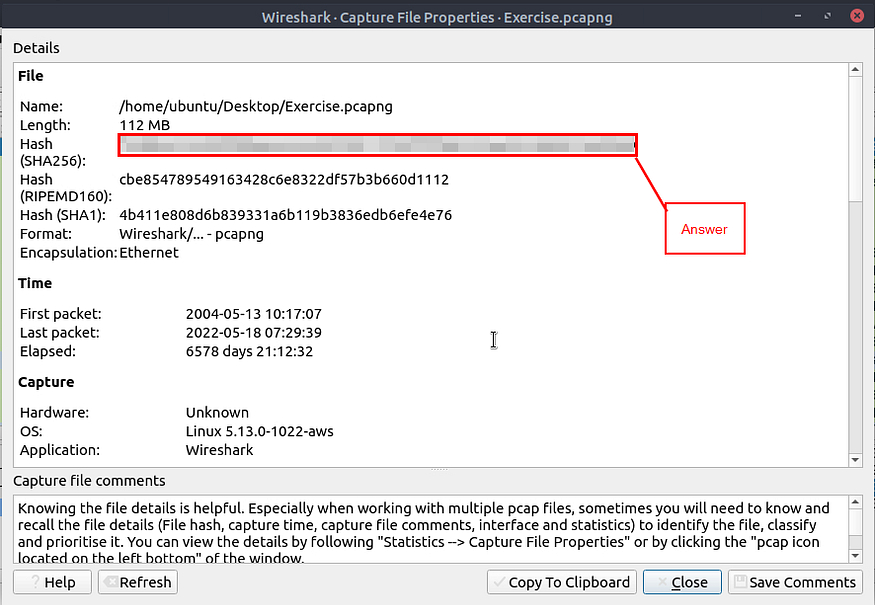 Wireshark · Capture File Properties · Exercise.pcapng
Details
File
Name: /home/ubuntu/Desktop/Exercise.pcapng
Length: 112 MB
Hash
(SHA256):
Hash cbe854789549163428c6e8322df57b3b660d1112
(RIPEMD160):
Hash (SHA1): 4b411e808d6b839331a6b119b3836edb6efe4e76
Answer
Format: Wireshark/... - pcapng
Encapsulation: Ethernet
Time
First packet: 2004-05-13 10:17:07
Last packet: 2022-05-18 07:29:39
Elapsed: 6578 days 21:12:32
Capture
Hardware: Unknown
OS: Linux 5.13.0-1022-aws
Application: Wireshark
Capture file comments
Knowing the file details is helpful. Especially when working with multiple pcap files, sometimes you will need to know and
recall the file details (File hash, capture time, capture file comments, interface and statistics) to identify the file, classify
and prioritise it. You can view the details by following "Statistics --> Capture File Properties" or by clicking the "pcap icon
located on the left bottom" of the window.
? Help Refresh Copy To Clipboard Close Save Comments